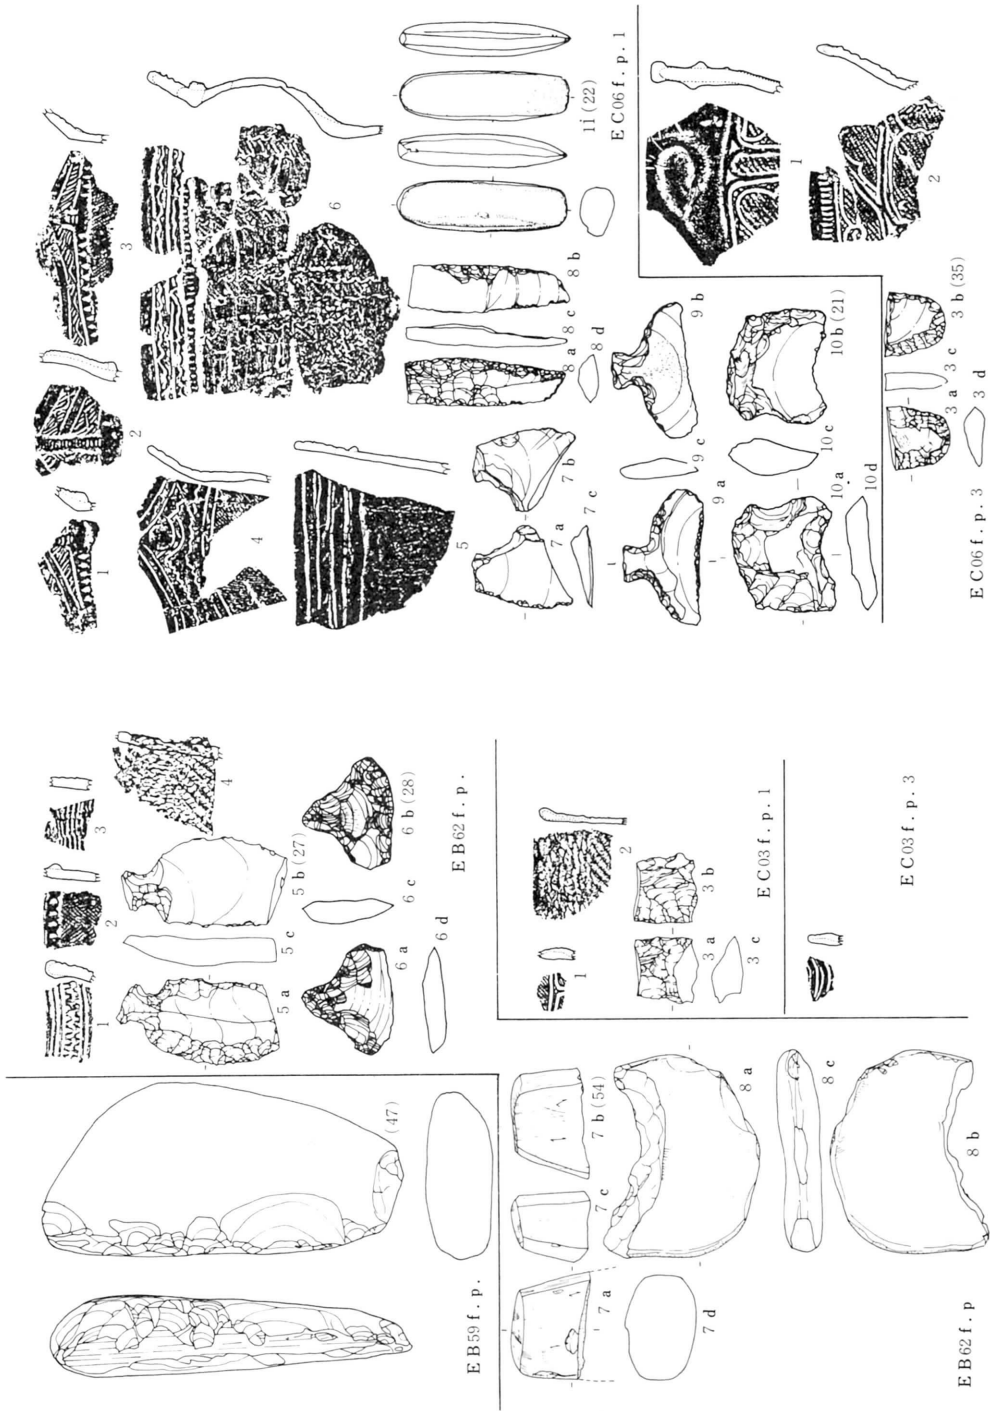 (47)
EB59f.p.
1
2
3
4
5a
5c
5b(27)
6a
6c
6b(28)
6d
EB62f.p.
7a
7c
7b(54)
7d
8a
8c
8b
EB62f.p
1
2
3a
3b
3c
EC03f.p.1
EC03f.p.3
1
2
3
4
5
6
7a
7b
7c
8a
8c
8b
8d
9a
9c
9b
10a
10c
10b(21)
10d
11(22)
EC06f.p.1
3a
3c
3b(35)
3d
1
2
EC06f.p.3